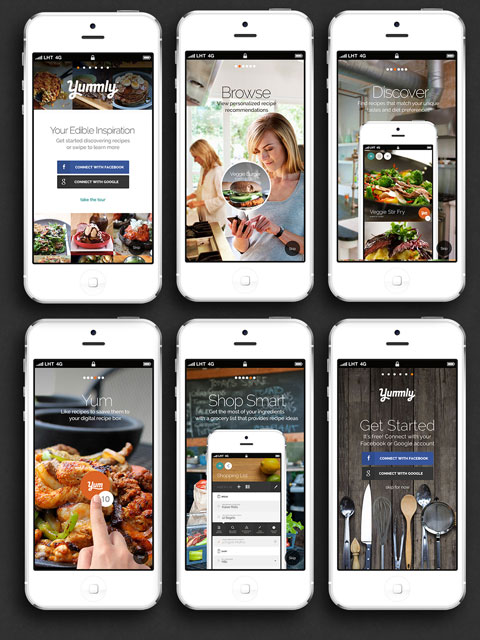 LHT 4G
Yummly
Your Edible Inspiration
Get started discovering recipes
or swipe to learn more
f CONNECT WITH FACEBOOK
g CONNECT WITH GOOGLE
take the tour
Skip
LHT 4G
Browse
View personalized recipe
recommendations
Veggie Burger
Skip
LHT 4G
Discover
Find recipes that match your unique
tastes and diet preferences
LHT 4G
Veggie Stir Fry
Yum
Skip
LHT 4G
Yum
Like recipes to save them to
your digital recipe box
Yum
10
Skip
LHT 4G
Shop Smart
Get the most of your ingredients
with a grocery list that provides recipe ideas
LHT 4G
Shopping List
Skip
LHT 4G
Yummly
Get Started
It's Free! Connect with your
Facebook or Google account
f CONNECT WITH FACEBOOK
g CONNECT WITH GOOGLE
skip for now